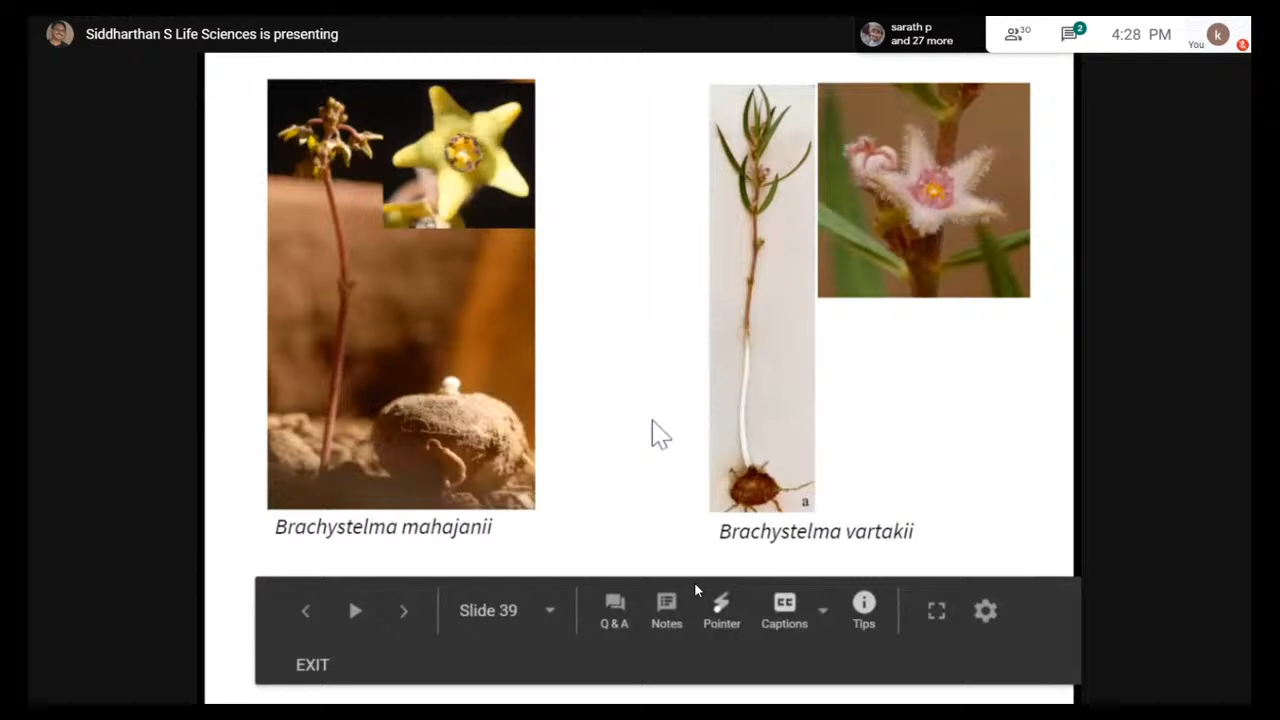 Siddharthan S Life Sciences is presenting
sarath p
and 27 more
30
2
4:28 PM
You
k
a
Brachystelma mahajanii
Brachystelma vartakii
Slide 39
Q & A
Notes
Pointer
CC
Captions
Tips
EXIT